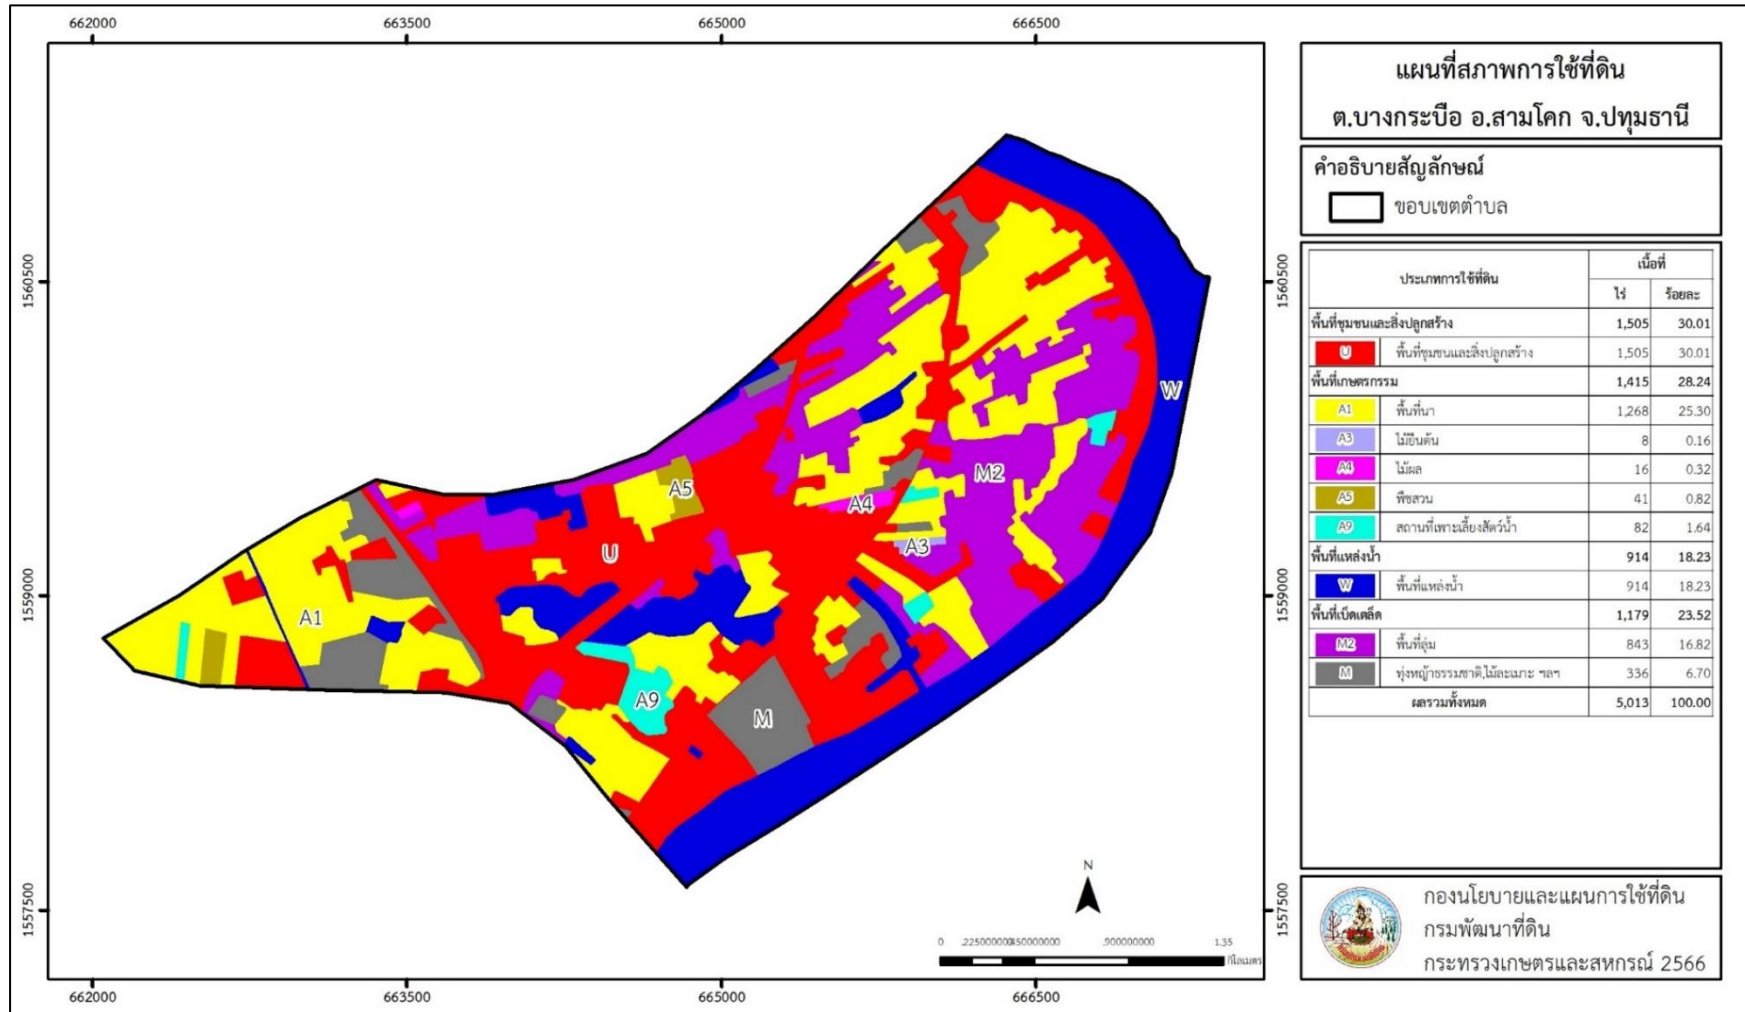 662000 663500 665000 666500
1560500 1560500
1559000 1559000
1557500 1557500
W
M2
A5
A4
U
A3
A1
A9
M
N
0 .225000000450000000 .900000000 1.35
กิโลเมตร
662000 663500 665000 666500
แผนที่สภาพการใช้ที่ดิน
ต.บางกระบือ อ.สามโคก จ.ปทุมธานี
คำอธิบายสัญลักษณ์
ขอบเขตตำบล
ประเภทการใช้ที่ดิน เนื้อที่
ไร่ ร้อยละ
พื้นที่ชุมชนและสิ่งปลูกสร้าง 1,505 30.01
U พื้นที่ชุมชนและสิ่งปลูกสร้าง 1,505 30.01
พื้นที่เกษตรกรรม 1,415 28.24
A1 พื้นที่นา 1,268 25.30
A3 ไม้ยืนต้น 8 0.16
A4 ไม้ผล 16 0.32
A5 พืชสวน 41 0.82
A9 สถานที่เพาะเลี้ยงสัตว์น้ำ 82 1.64
พื้นที่แหล่งน้ำ 914 18.23
W พื้นที่แหล่งน้ำ 914 18.23
พื้นที่เบ็ดเตล็ด 1,179 23.52
M2 พื้นที่ลุ่ม 843 16.82
M ทุ่งหญ้าธรรมชาติ,ไม้ละเมาะ ฯลฯ 336 6.70
ผลรวมทั้งหมด 5,013 100.00
กองนโยบายและแผนการใช้ที่ดิน
กรมพัฒนาที่ดิน
กระทรวงเกษตรและสหกรณ์ 2566